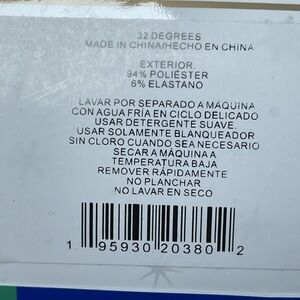 32 DEGREES
MADE IN CHINA/HECHO EN CHINA
EXTERIOR:
94% POLIÉSTER
6% ELASTANO
LAVAR POR SEPARADO A MÁQUINA
CON AGUA FRÍA EN CICLO DELICADO
USAR DETERGENTE SUAVE.
USAR SOLAMENTE BLANQUEADOR
SIN CLORO CUANDO SEA NECESARIO
SECAR A MÁQUINA A
TEMPERATURA BAJA
REMOVER RÁPIDAMENTE
NO PLANCHAR
NO LAVAR EN SECO
1 95930 20380 2